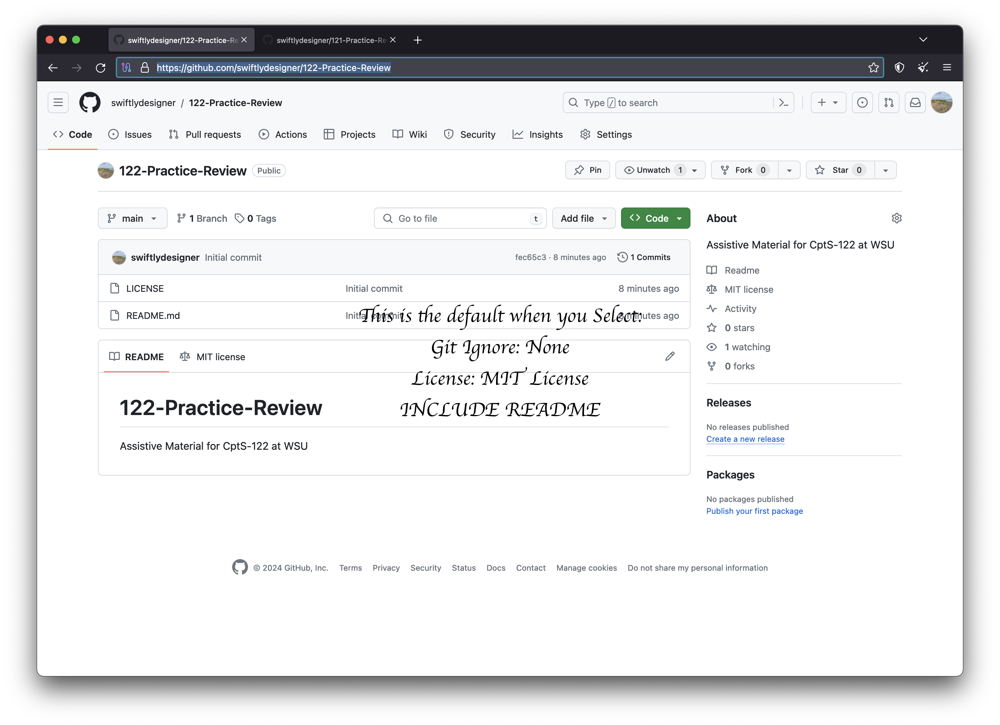 swiftlydesigner/122-Practice-Re
swiftlydesigner/121-Practice-Re
https://github.com/swiftlydesigner/122-Practice-Review
swiftlydesigner / 122-Practice-Review
Type / to search
Code Issues Pull requests Actions Projects Wiki Security Insights Settings
122-Practice-Review Public
Pin Unwatch 1 Fork 0 Star 0
main 1 Branch 0 Tags
Go to file t Add file Code
swiftlydesigner Initial commit fec65c3 · 8 minutes ago 1 Commits
LICENSE Initial commit 8 minutes ago
README.md Initial commit 8 minutes ago
This is the default when you Select:
Git Ignore: None
License: MIT License
INCLUDE README
README MIT license
122-Practice-Review
Assistive Material for CptS-122 at WSU
About
Assistive Material for CptS-122 at WSU
Readme
MIT license
Activity
0 stars
1 watching
0 forks
Releases
No releases published
Create a new release
Packages
No packages published
Publish your first package
© 2024 GitHub, Inc. Terms Privacy Security Status Docs Contact Manage cookies Do not share my personal information